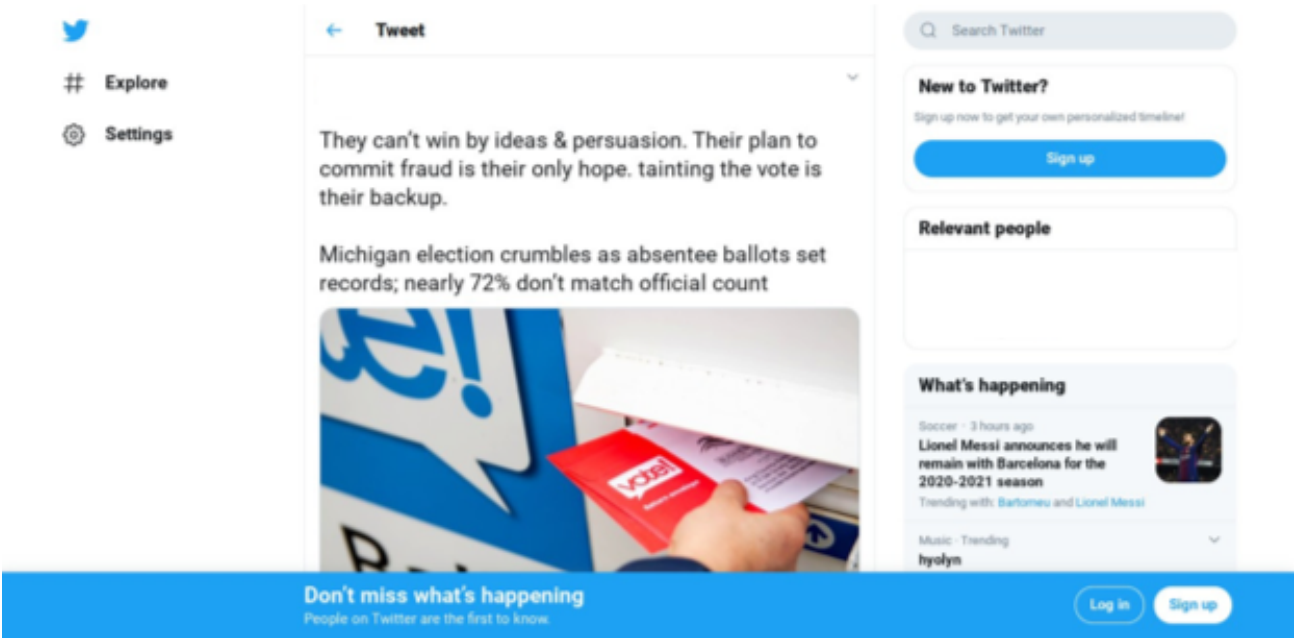 Tweet
Search Twitter
Explore
Settings
They can't win by ideas & persuasion. Their plan to
commit fraud is their only hope. tainting the vote is
their backup.
Michigan election crumbles as absentee ballots set
records; nearly 72% don't match official count
vote!
New to Twitter?
Sign up now to get your own personalized timeline!
Sign up
Relevant people
What's happening
Soccer · 3 hours ago
Lionel Messi announces he will
remain with Barcelona for the
2020-2021 season
Trending with: Bartomeu and Lionel Messi
Music · Trending
hyolyn
Don't miss what's happening
People on Twitter are the first to know.
Log in
Sign up